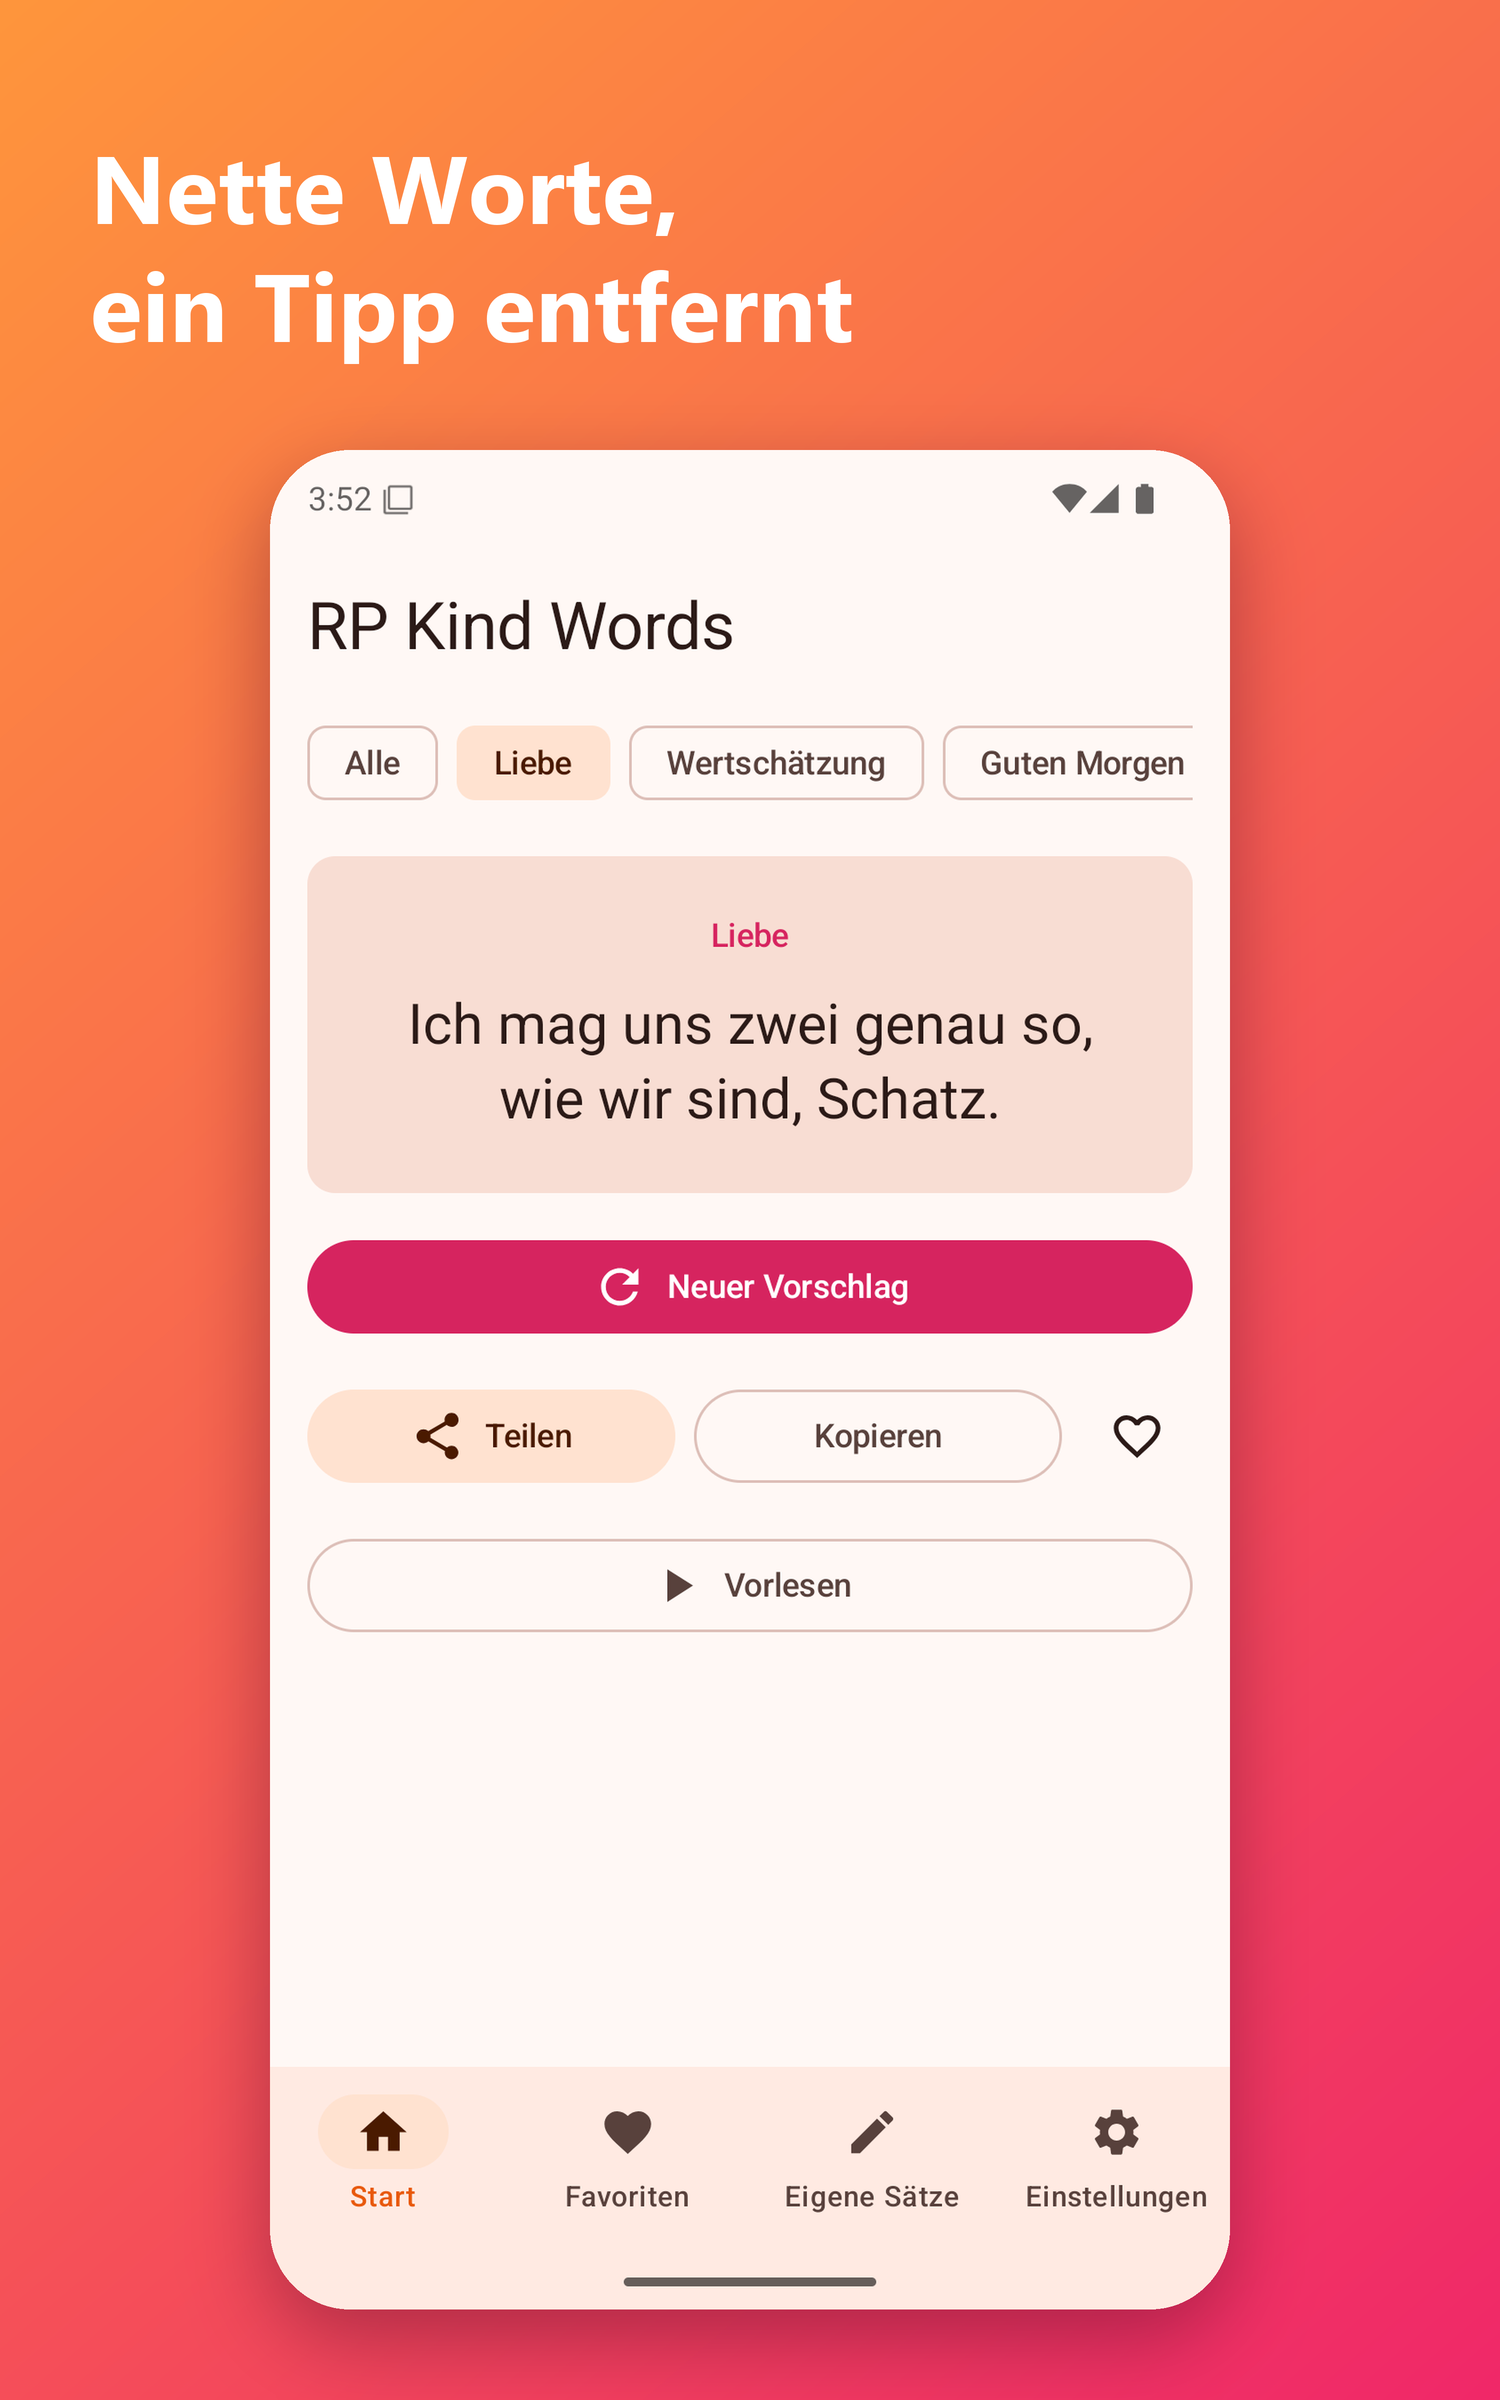 Nette Worte,
ein Tipp entfernt
3:52
RP Kind Words
Alle
Liebe
Wertschätzung
Guten Morgen
Liebe
Ich mag uns zwei genau so,
wie wir sind, Schatz.
Neuer Vorschlag
Teilen
Kopieren
Vorlesen
Start
Favoriten
Eigene Sätze
Einstellungen